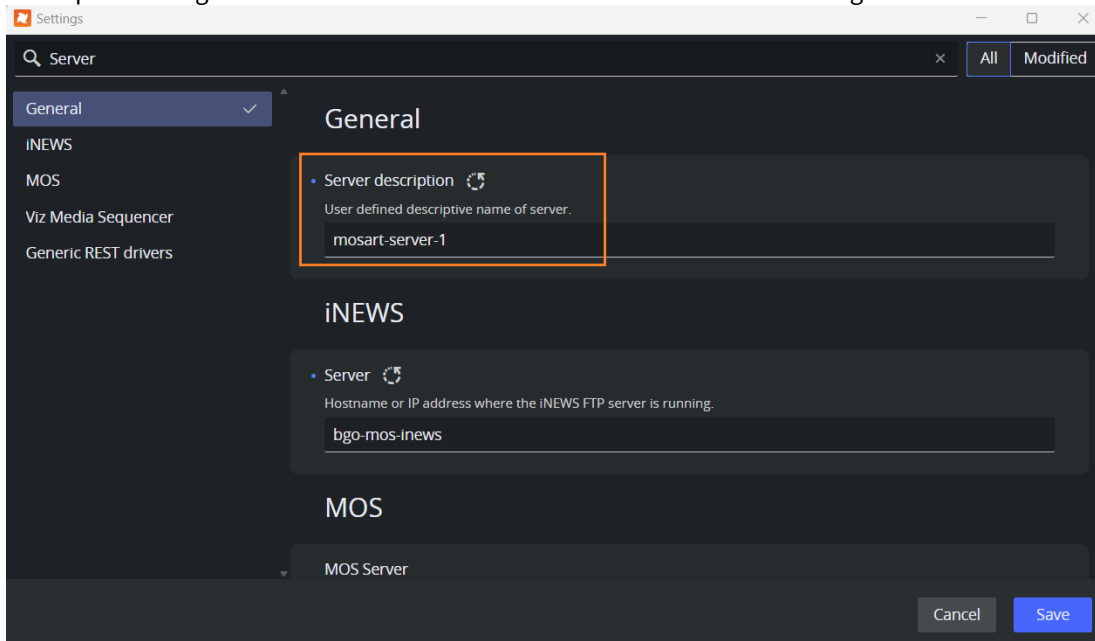 Settings
Server
All Modified
General
iNEWS
MOS
Viz Media Sequencer
Generic REST drivers
General
Server description
User defined descriptive name of server.
mosart-server-1
iNEWS
Server
Hostname or IP address where the iNEWS FTP server is running.
bgo-mos-inews
MOS
MOS Server
Cancel Save